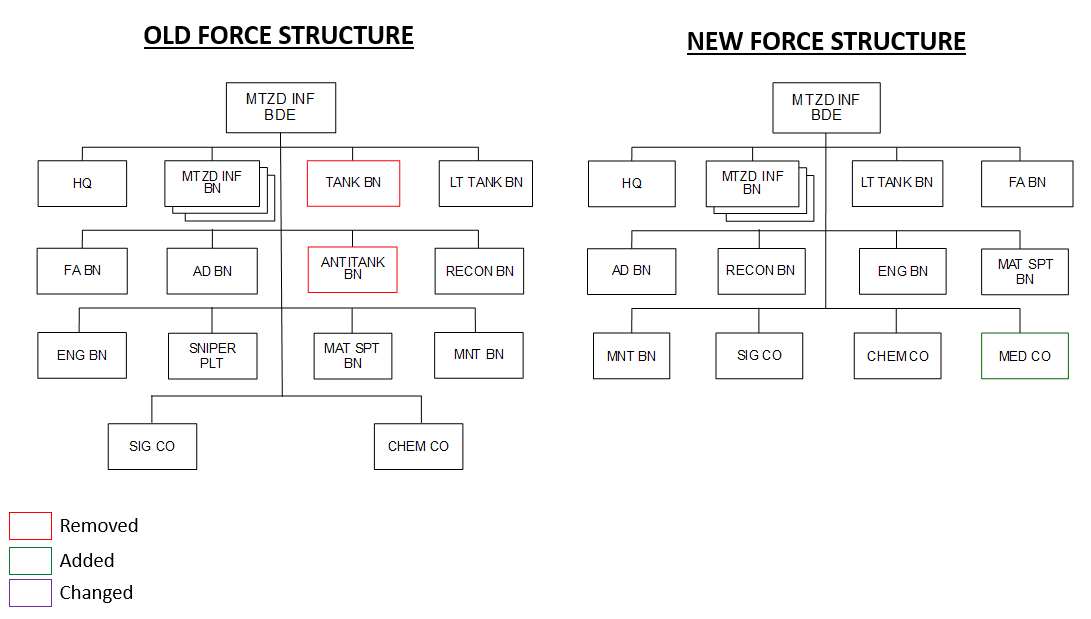 OLD FORCE STRUCTURE
MTZD INF
BDE
HQ
MTZD INF
BN
TANK BN
LT TANK BN
FA BN
AD BN
ANTITANK
BN
RECON BN
ENG BN
SNIPER
PLT
MAT SPT
BN
MNT BN
SIG CO
CHEM CO
NEW FORCE STRUCTURE
MTZD INF
BDE
HQ
MTZD INF
BN
LT TANK BN
FA BN
AD BN
RECON BN
ENG BN
MAT SPT
BN
MNT BN
SIG CO
CHEM CO
MED CO
Removed
Added
Changed